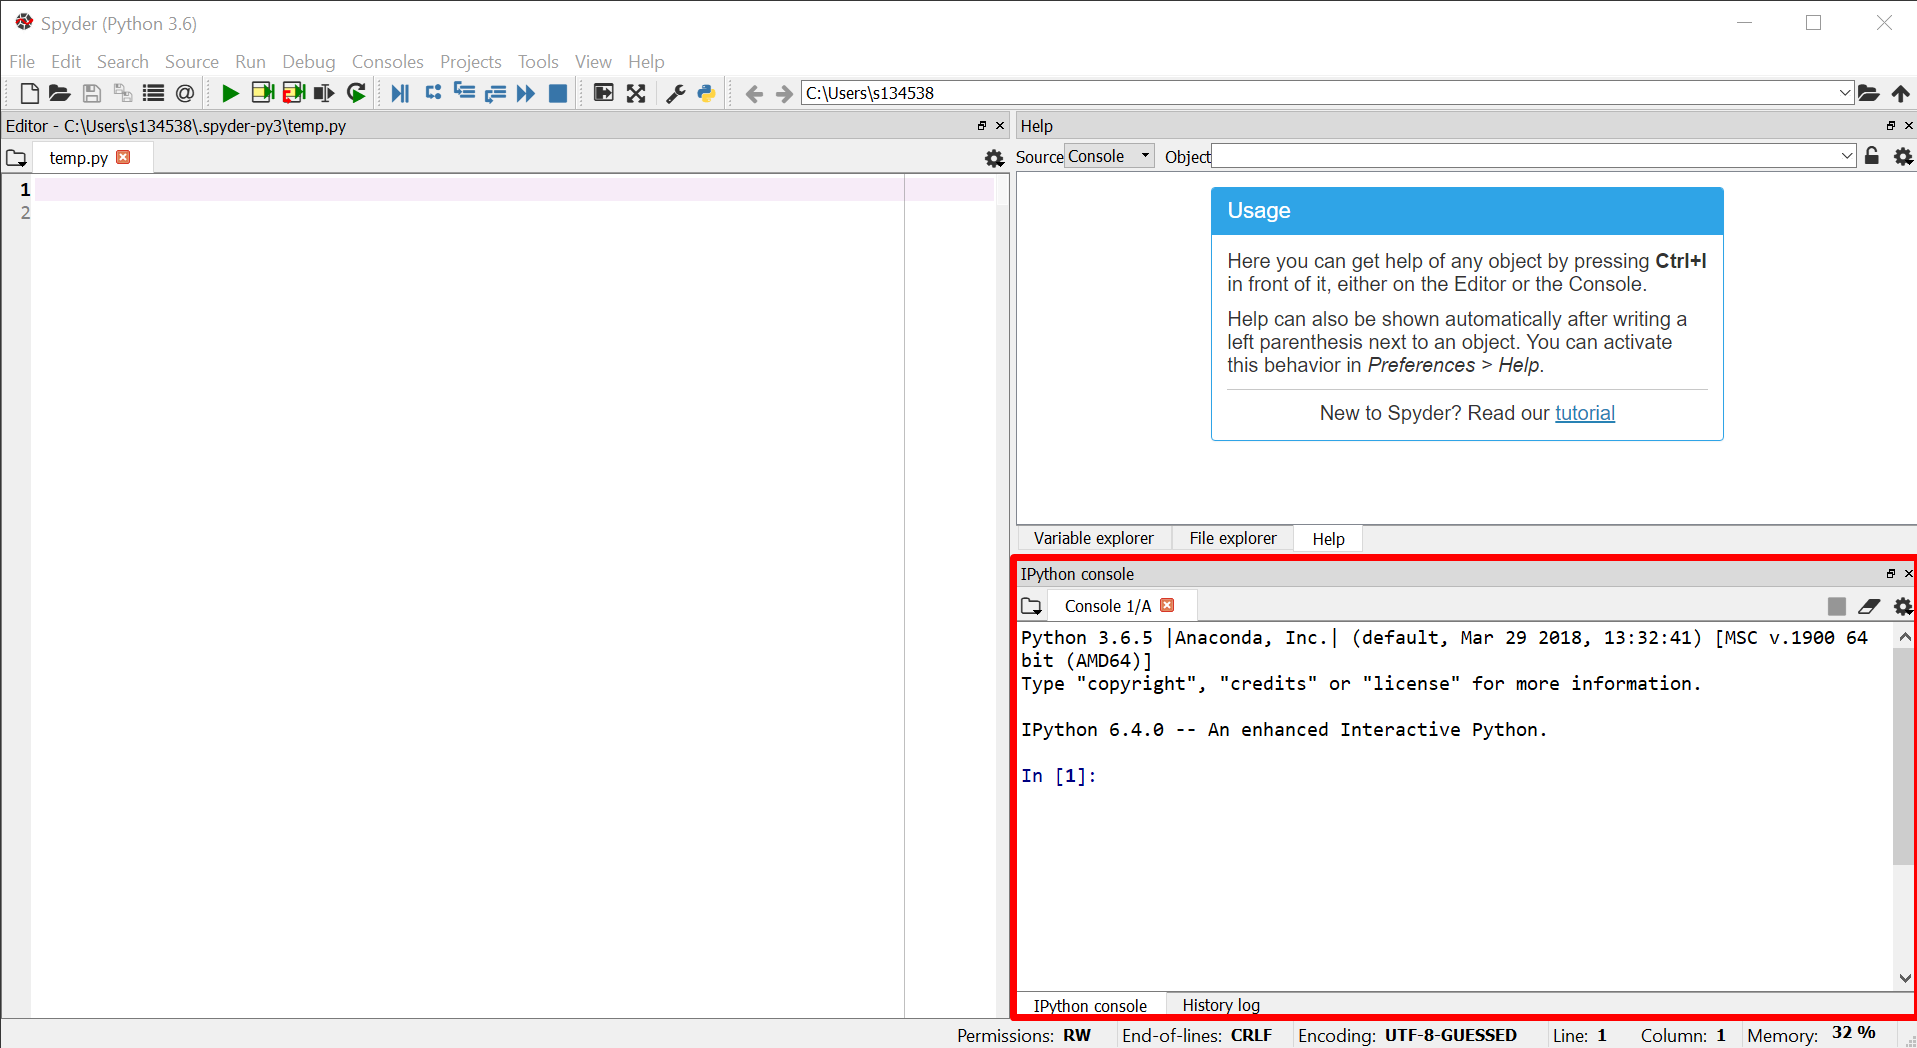 Spyder (Python 3.6)
File Edit Search Source Run Debug Consoles Projects Tools View Help
C:\Users\s134538
Editor - C:\Users\s134538\.spyder-py3\temp.py
temp.py
1
2
Help
Source Console Object
Usage
Here you can get help of any object by pressing Ctrl+I
in front of it, either on the Editor or the Console.
Help can also be shown automatically after writing a
left parenthesis next to an object. You can activate
this behavior in Preferences > Help.
New to Spyder? Read our tutorial
Variable explorer File explorer Help
IPython console
Console 1/A
Python 3.6.5 |Anaconda, Inc.| (default, Mar 29 2018, 13:32:41) [MSC v.1900 64
bit (AMD64)]
Type "copyright", "credits" or "license" for more information.
IPython 6.4.0 -- An enhanced Interactive Python.
In [1]:
IPython console History log
Permissions: RW End-of-lines: CRLF Encoding: UTF-8-GUESSED Line: 1 Column: 1 Memory: 32 %